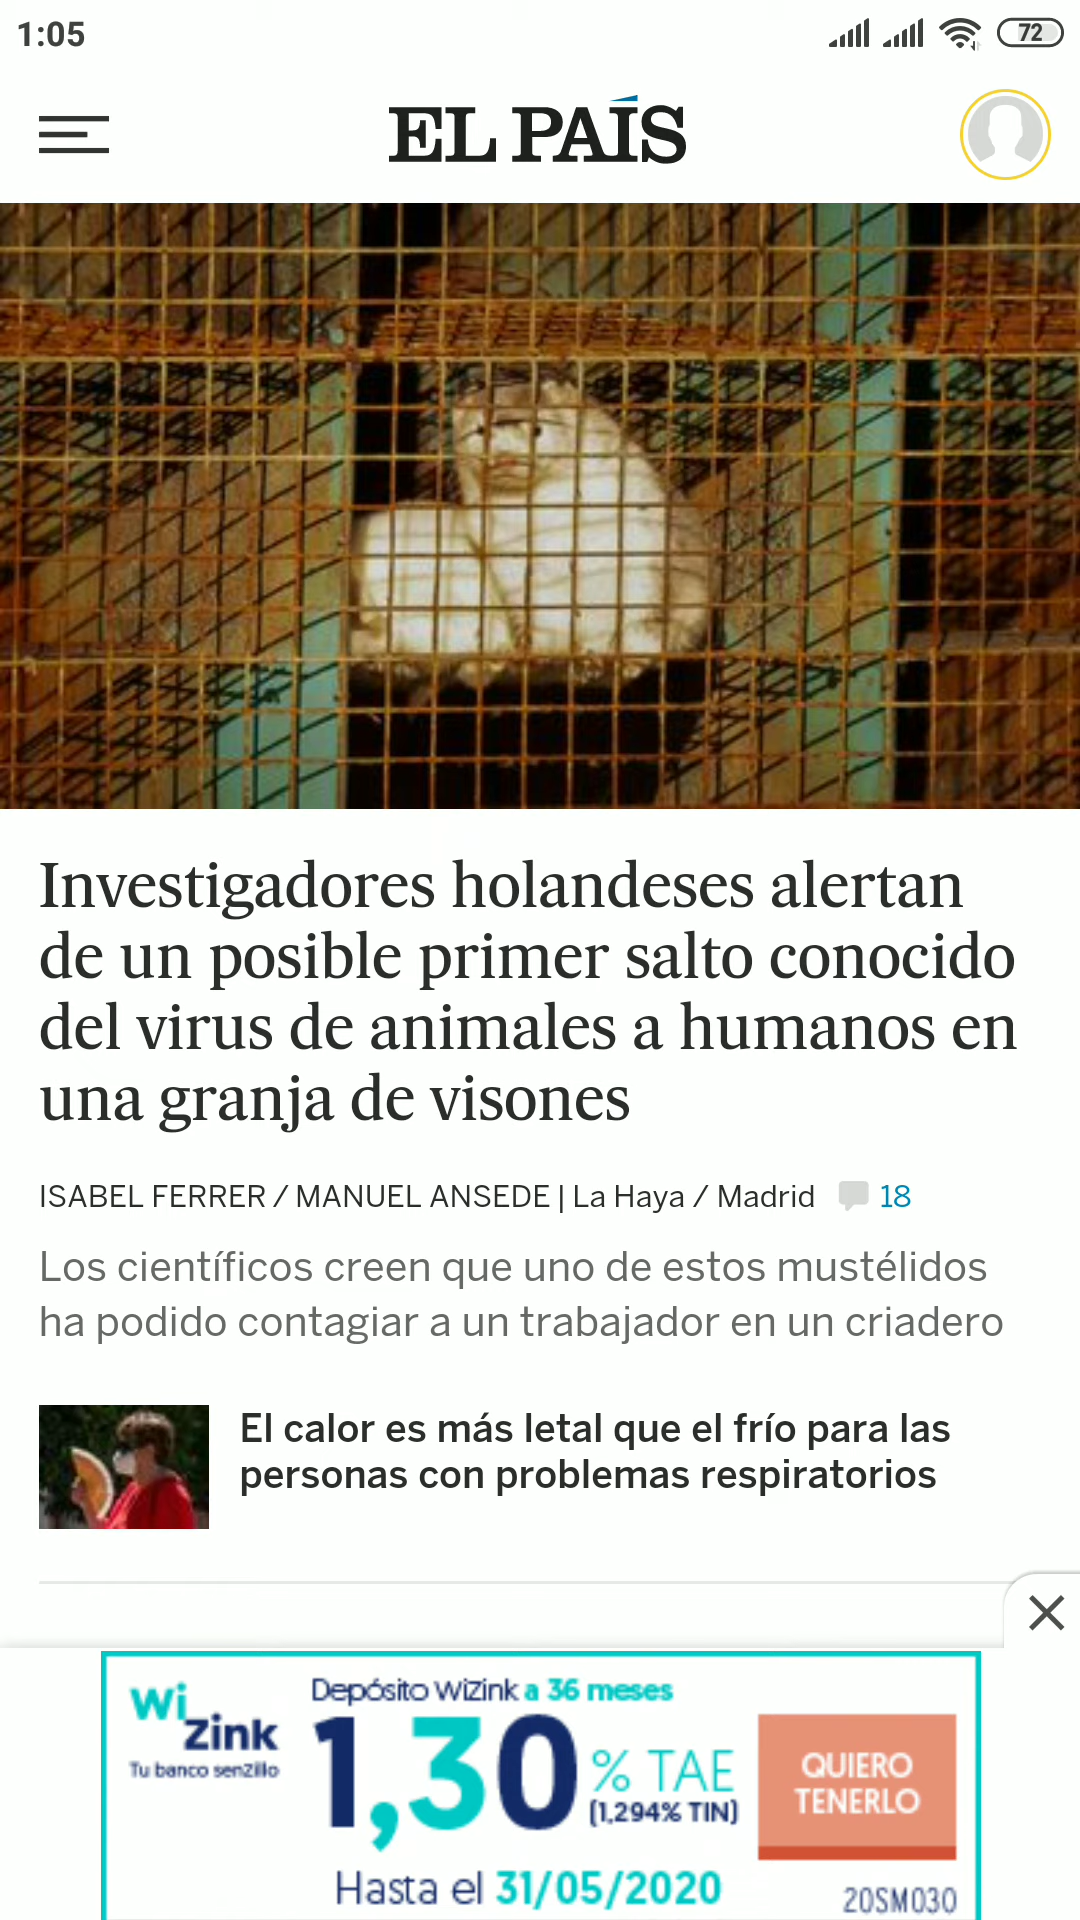 1:05
72
EL PAÍS
Investigadores holandeses alertan
de un posible primer salto conocido
del virus de animales a humanos en
una granja de visones
ISABEL FERRER / MANUEL ANSEDE | La Haya / Madrid 18
Los científicos creen que uno de estos mustélidos
ha podido contagiar a un trabajador en un criadero
El calor es más letal que el frío para las
personas con problemas respiratorios
WiZink
Tu banco senZillo
Depósito WiZink a 36 meses
1,30 % TAE
(1,294% TIN)
Hasta el 31/05/2020
QUIERO
TENERLO
20SM030